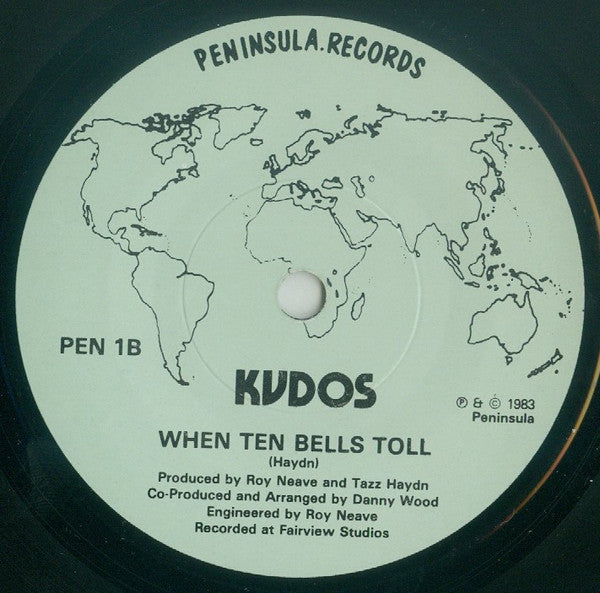 PENINSULA.RECORDS
PEN 1B
KUDOS
℗ & © 1983
Peninsula
WHEN TEN BELLS TOLL
(Haydn)
Produced by Roy Neave and Tazz Haydn
Co-Produced and Arranged by Danny Wood
Engineered by Roy Neave
Recorded at Fairview Studios